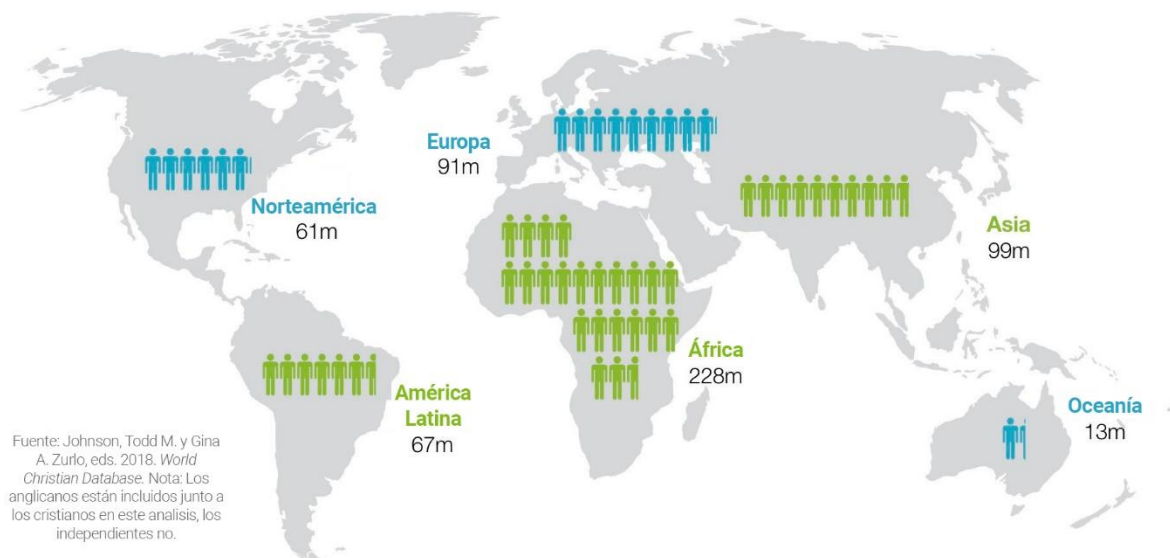 Norteamérica
61m
Europa
91m
Asia
99m
África
228m
América
Latina
67m
Oceanía
13m
Fuente: Johnson, Todd M. y Gina
A. Zurlo, eds. 2018. World
Christian Database. Nota: Los
anglicanos están incluidos junto a
los cristianos en este analisis, los
independientes no.